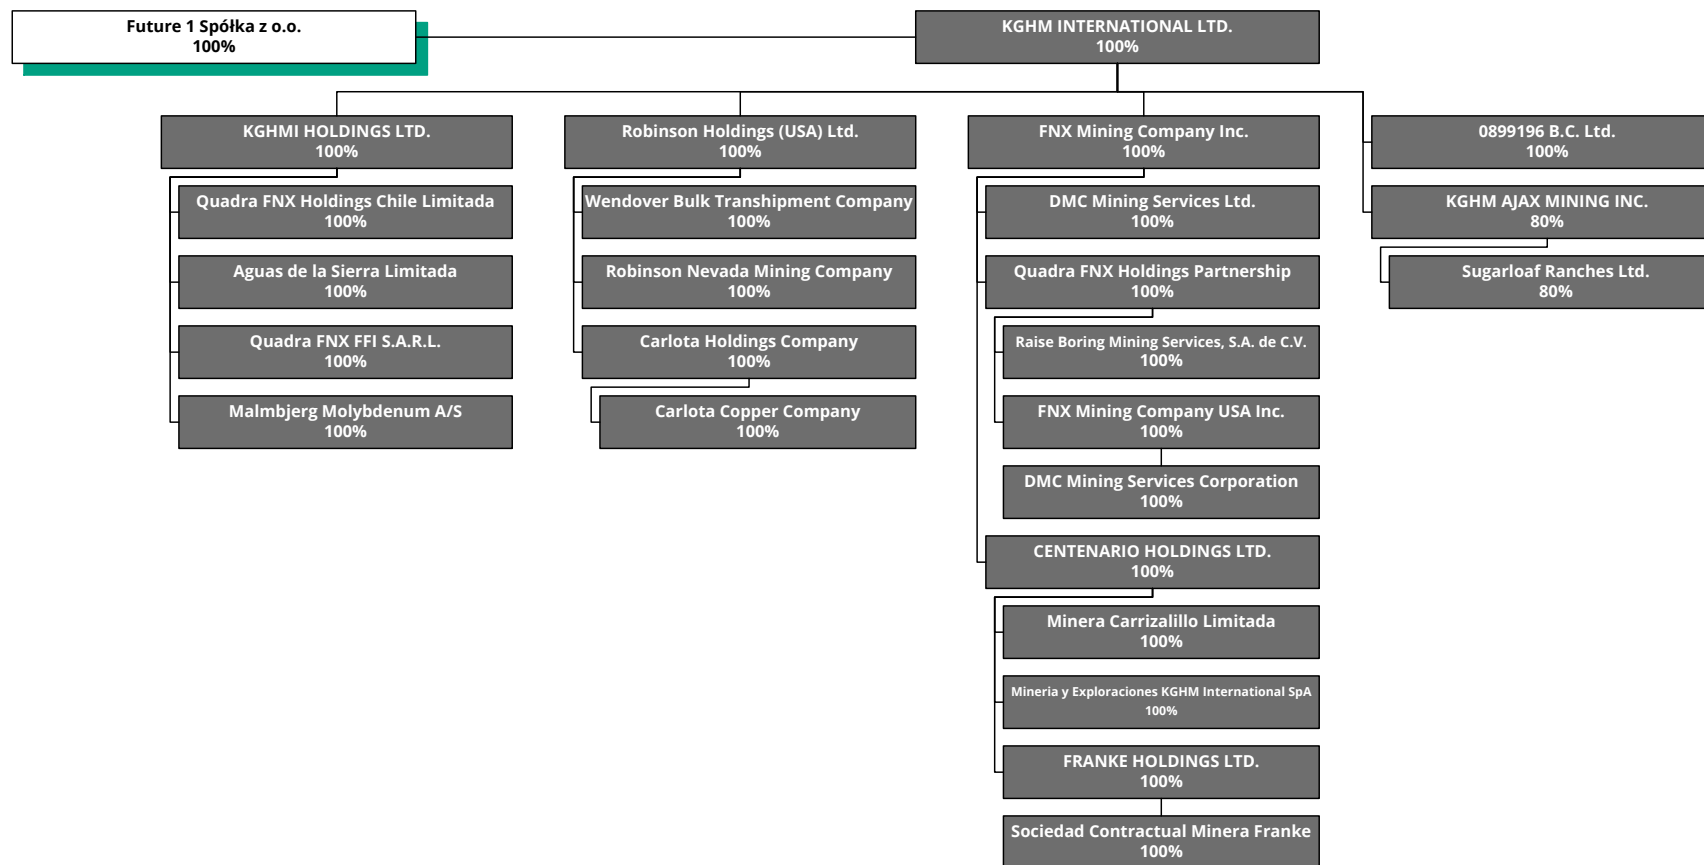 Future 1 Spółka z o.o.
100%
KGHM INTERNATIONAL LTD.
100%
KGHMI HOLDINGS LTD.
100%
Quadra FNX Holdings Chile Limitada
100%
Aguas de la Sierra Limitada
100%
Quadra FNX FFI S.A.R.L.
100%
Malmbjerg Molybdenum A/S
100%
Robinson Holdings (USA) Ltd.
100%
Wendover Bulk Transhipment Company
100%
Robinson Nevada Mining Company
100%
Carlota Holdings Company
100%
Carlota Copper Company
100%
FNX Mining Company Inc.
100%
DMC Mining Services Ltd.
100%
Quadra FNX Holdings Partnership
100%
Raise Boring Mining Services, S.A. de C.V.
100%
FNX Mining Company USA Inc.
100%
DMC Mining Services Corporation
100%
CENTENARIO HOLDINGS LTD.
100%
Minera Carrizalillo Limitada
100%
Mineria y Exploraciones KGHM International SpA
100%
FRANKE HOLDINGS LTD.
100%
Sociedad Contractual Minera Franke
100%
0899196 B.C. Ltd.
100%
KGHM AJAX MINING INC.
80%
Sugarloaf Ranches Ltd.
80%